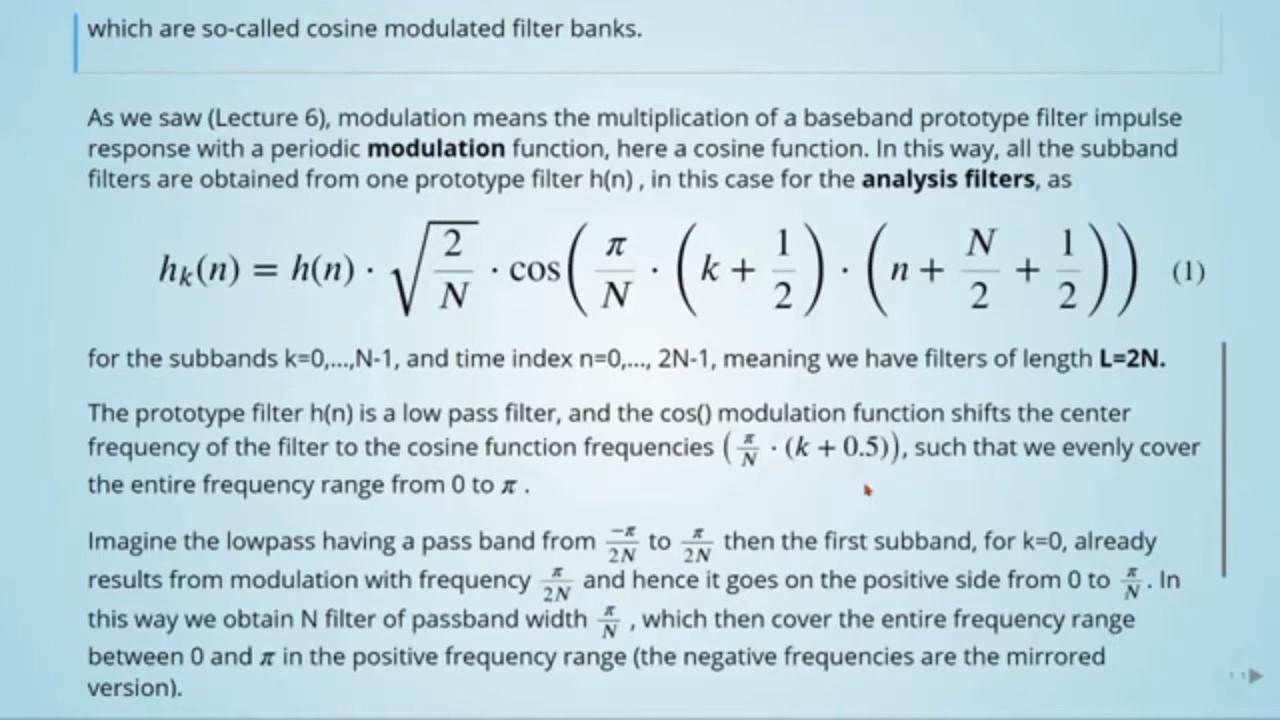 which are so-called cosine modulated filter banks.
As we saw (Lecture 6), modulation means the multiplication of a baseband prototype filter impulse
response with a periodic modulation function, here a cosine function. In this way, all the subband
filters are obtained from one prototype filter h(n) , in this case for the analysis filters, as
h_k(n) = h(n) · √(2/N) · cos(π/N · (k + 1/2) · (n + N/2 + 1/2)) (1)
for the subbands k=0,...,N-1, and time index n=0,..., 2N-1, meaning we have filters of length L=2N.
The prototype filter h(n) is a low pass filter, and the cos() modulation function shifts the center
frequency of the filter to the cosine function frequencies (π/N · (k + 0.5)), such that we evenly cover
the entire frequency range from 0 to π .
Imagine the lowpass having a pass band from −π/2N to π/2N then the first subband, for k=0, already
results from modulation with frequency π/2N and hence it goes on the positive side from 0 to π/N. In
this way we obtain N filter of passband width π/N , which then cover the entire frequency range
between 0 and π in the positive frequency range (the negative frequencies are the mirrored
version).